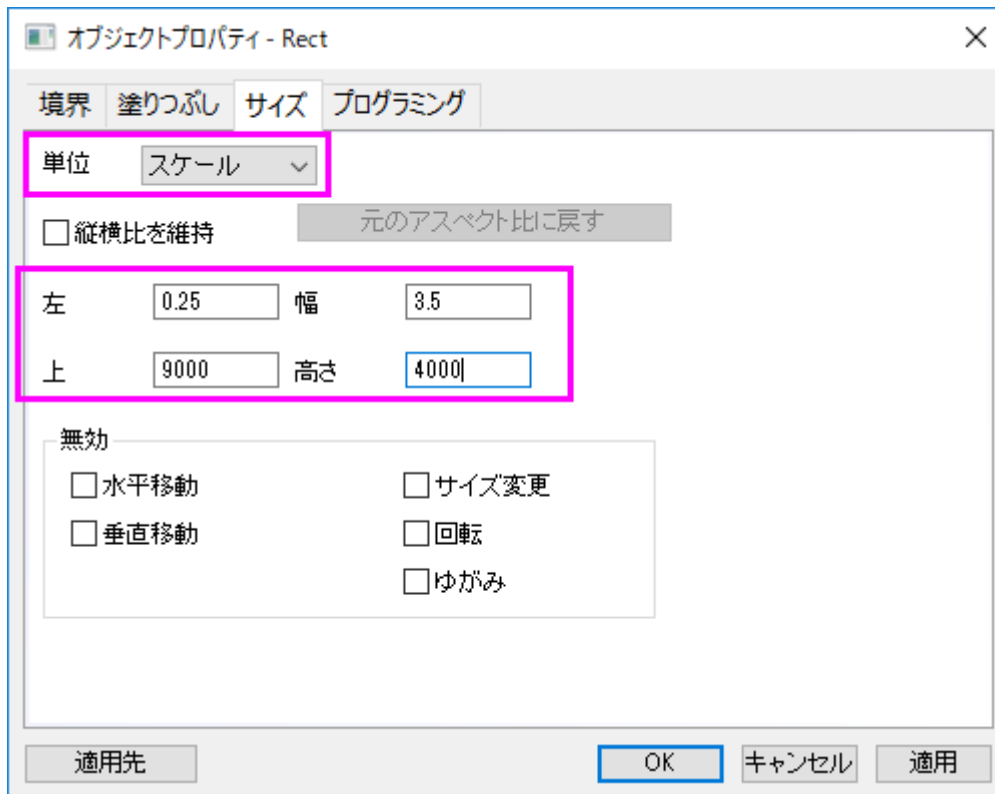 オブジェクトプロパティ - Rect
境界 塗りつぶし サイズ プログラミング
単位 スケール
縦横比を維持 元のアスペクト比に戻す
左 0.25 幅 3.5
上 9000 高さ 4000
無効
水平移動 サイズ変更
垂直移動 回転
ゆがみ
適用先 OK キャンセル 適用